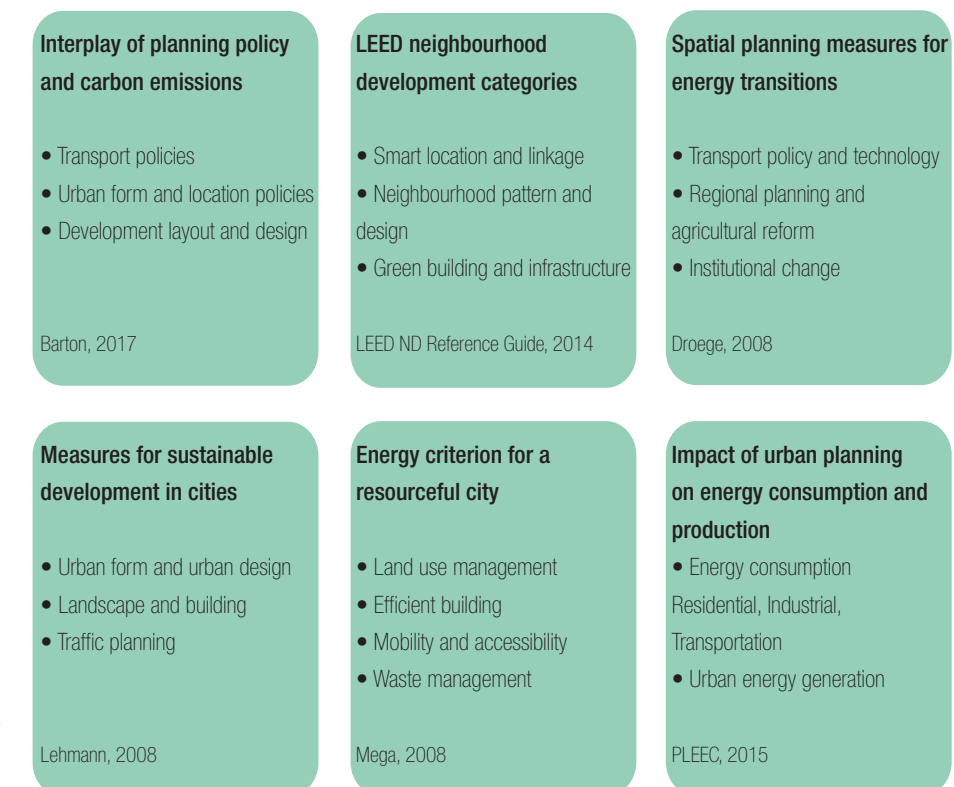 Interplay of planning policy
and carbon emissions
• Transport policies
• Urban form and location policies
• Development layout and design
Barton, 2017
LEED neighbourhood
development categories
• Smart location and linkage
• Neighbourhood pattern and
design
• Green building and infrastructure
LEED ND Reference Guide, 2014
Spatial planning measures for
energy transitions
• Transport policy and technology
• Regional planning and
agricultural reform
• Institutional change
Droege, 2008
Measures for sustainable
development in cities
• Urban form and urban design
• Landscape and building
• Traffic planning
Lehmann, 2008
Energy criterion for a
resourceful city
• Land use management
• Efficient building
• Mobility and accessibility
• Waste management
Mega, 2008
Impact of urban planning
on energy consumption and
production
• Energy consumption
Residential, Industrial,
Transportation
• Urban energy generation
PLEEC, 2015